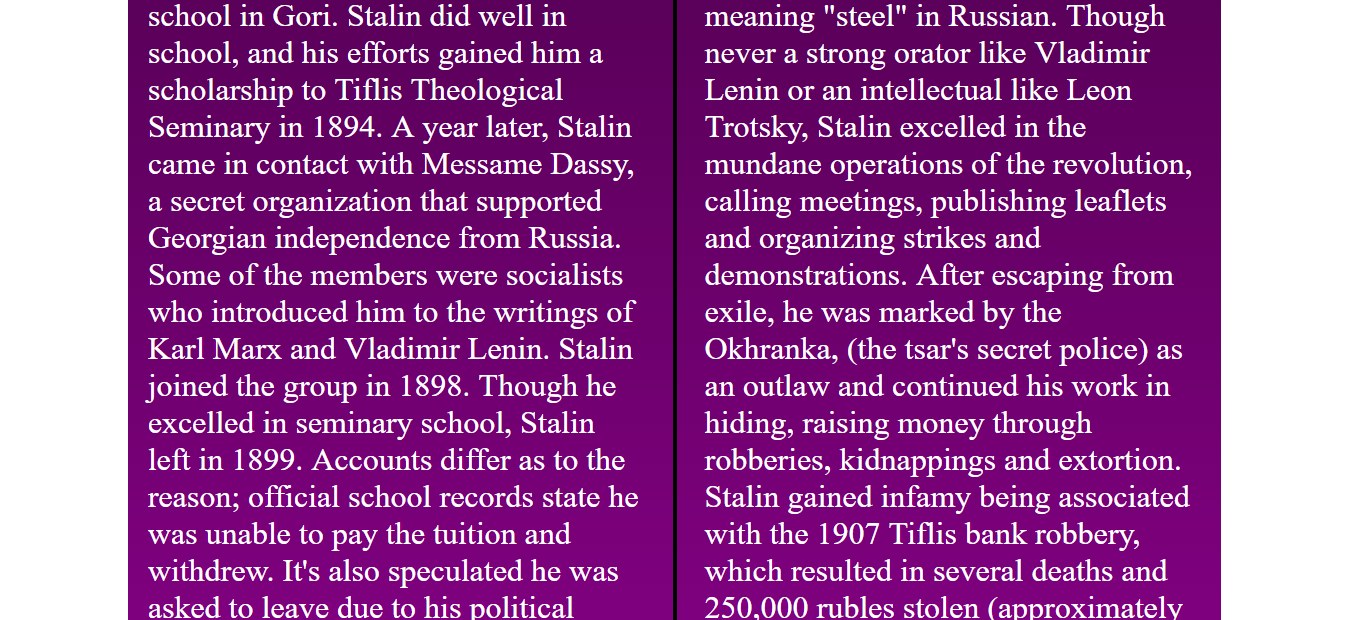 school in Gori. Stalin did well in
school, and his efforts gained him a
scholarship to Tiflis Theological
Seminary in 1894. A year later, Stalin
came in contact with Messame Dassy,
a secret organization that supported
Georgian independence from Russia.
Some of the members were socialists
who introduced him to the writings of
Karl Marx and Vladimir Lenin. Stalin
joined the group in 1898. Though he
excelled in seminary school, Stalin
left in 1899. Accounts differ as to the
reason; official school records state he
was unable to pay the tuition and
withdrew. It's also speculated he was
asked to leave due to his political
meaning "steel" in Russian. Though
never a strong orator like Vladimir
Lenin or an intellectual like Leon
Trotsky, Stalin excelled in the
mundane operations of the revolution,
calling meetings, publishing leaflets
and organizing strikes and
demonstrations. After escaping from
exile, he was marked by the
Okhranka, (the tsar's secret police) as
an outlaw and continued his work in
hiding, raising money through
robberies, kidnappings and extortion.
Stalin gained infamy being associated
with the 1907 Tiflis bank robbery,
which resulted in several deaths and
250,000 rubles stolen (approximately